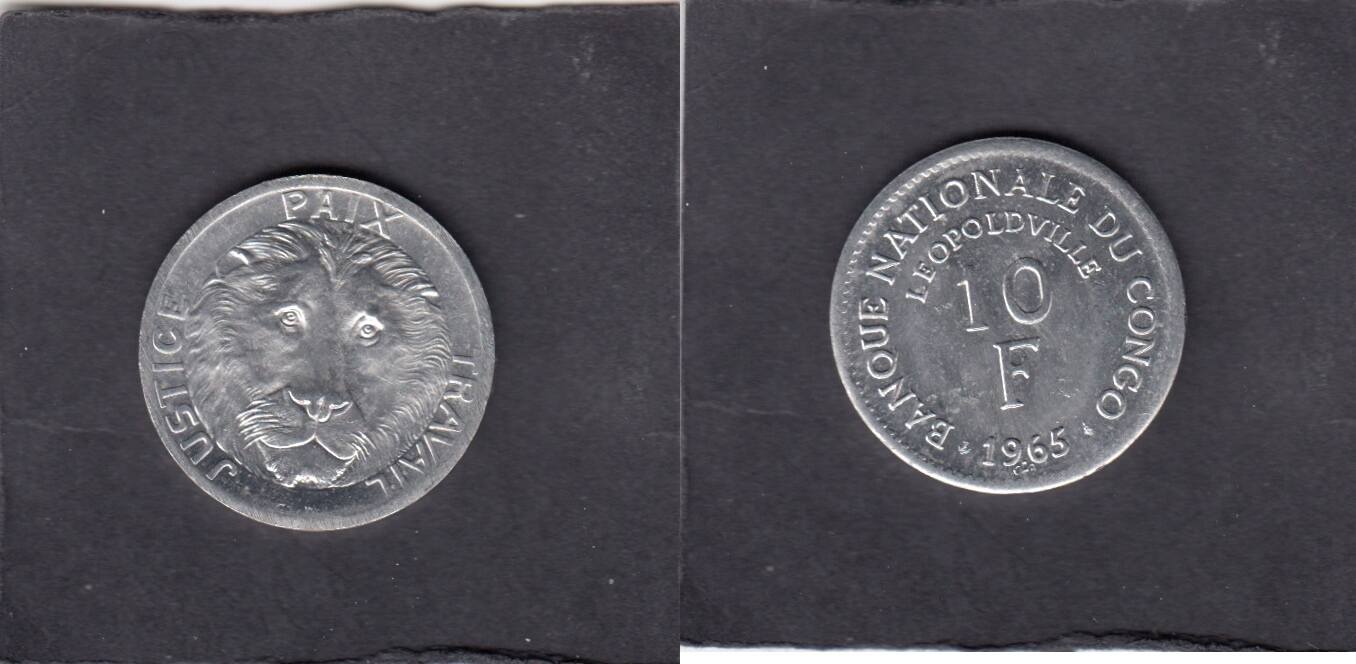 JUSTICE PAIX TRAVAIL
BANQUE NATIONALE DU CONGO
LEOPOLDVILLE
10
F
1965